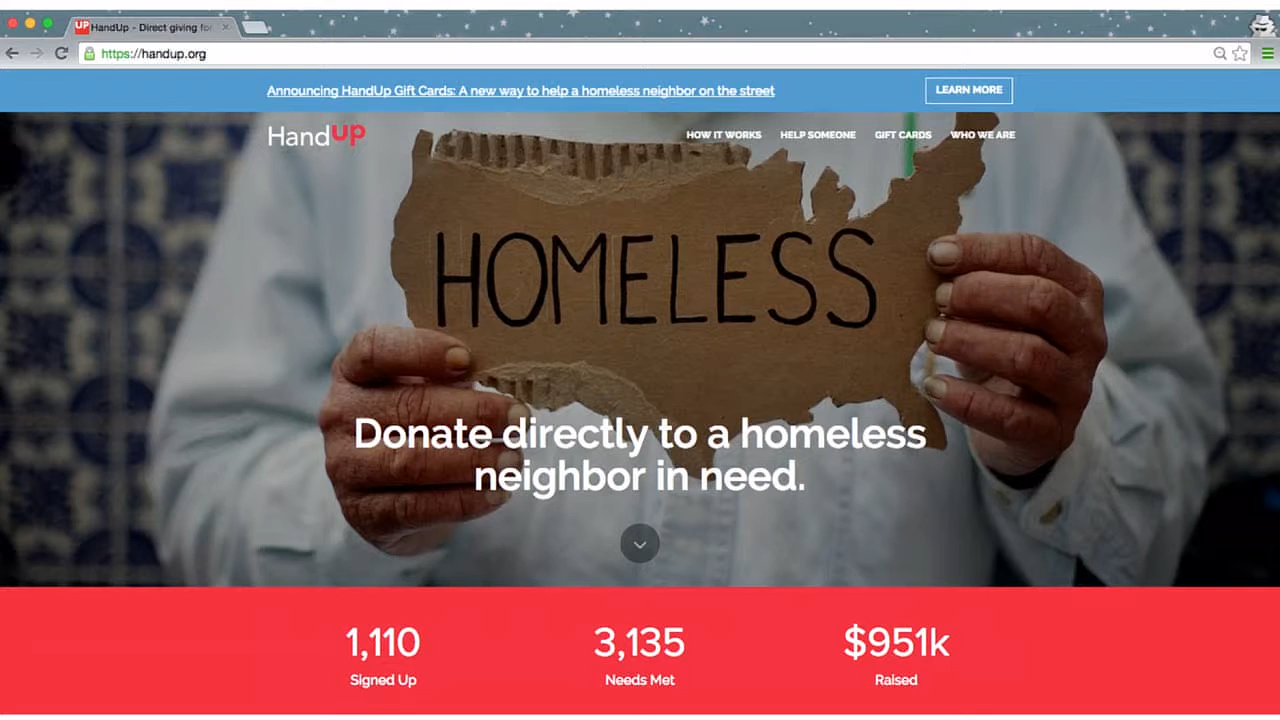 UP HandUp - Direct giving for
https://handup.org
Announcing HandUp Gift Cards: A new way to help a homeless neighbor on the street
LEARN MORE
HandUP
HOW IT WORKS HELP SOMEONE GIFT CARDS WHO WE ARE
HOMELESS
Donate directly to a homeless
neighbor in need.
1,110 3,135 $951k
Signed Up Needs Met Raised